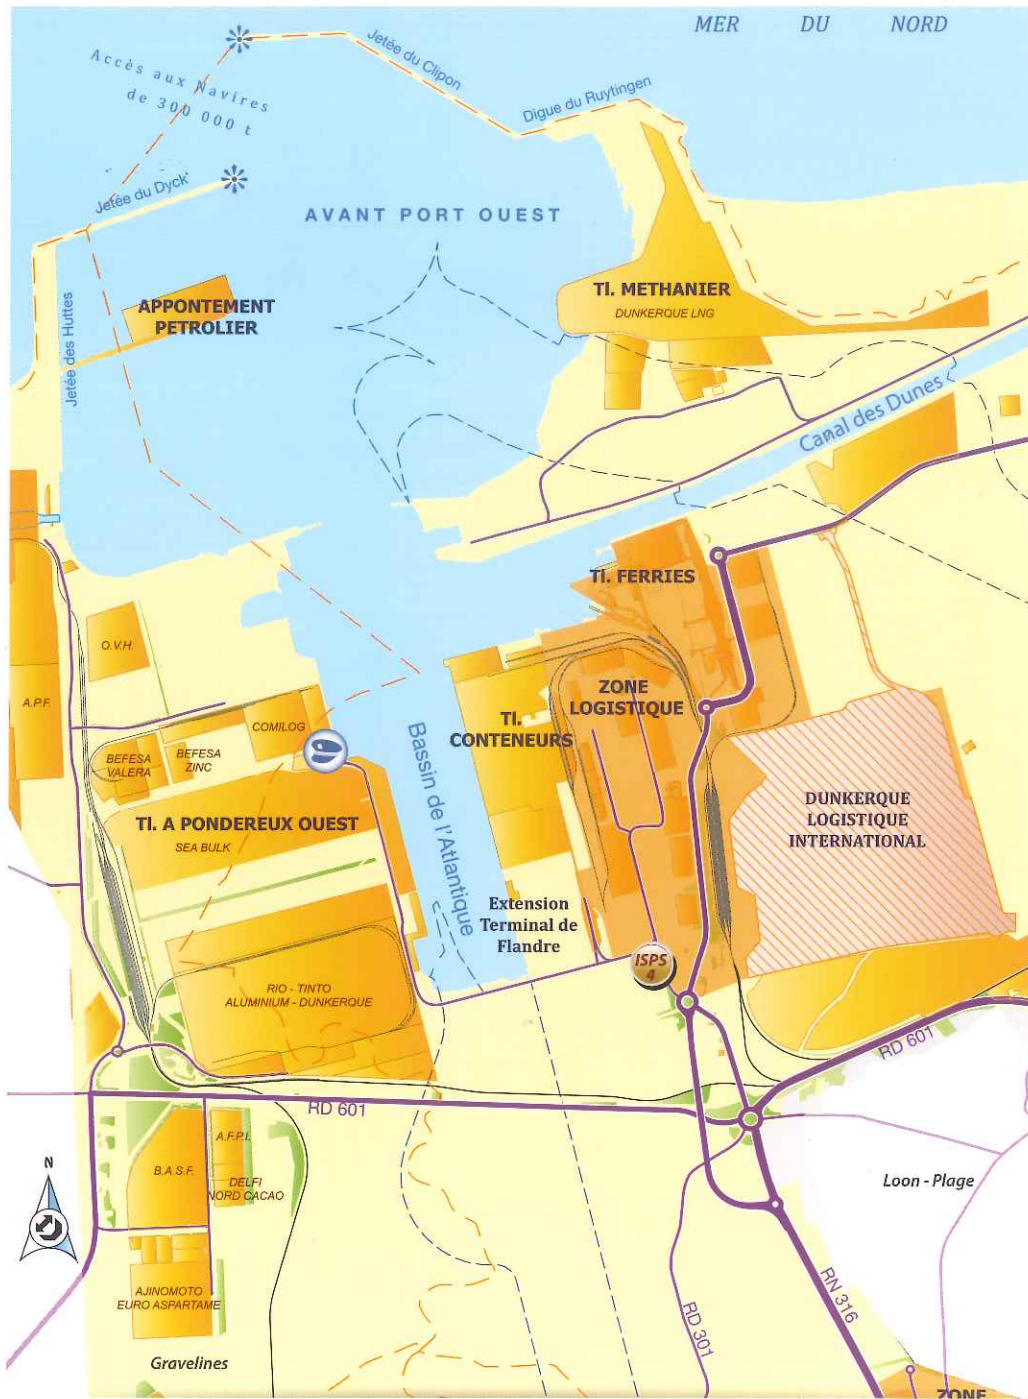 MER DU NORD
Jetée du Clipon
Accès aux Navires
de 300 000 t
Digue du Ruytingen
Jetée du Dyck
AVANT PORT OUEST
Tl. METHANIER
DUNKERQUE LNG
APPONTEMENT
PETROLIER
Jetée des Huttes
Canal des Dunes
Tl. FERRIES
O.V.H.
A.P.F.
ZONE
LOGISTIQUE
Tl.
CONTENEURS
COMILOG
BEFESA
VALERA
BEFESA
ZINC
Bassin de l'Atlantique
DUNKERQUE
LOGISTIQUE
INTERNATIONAL
Tl. A PONDEREUX OUEST
SEA BULK
Extension
Terminal de
Flandre
ISPS
4
RIO - TINTO
ALUMINIUM - DUNKERQUE
RD 601
RD 601
A.F.P.I.
B.A.S.F.
DELFI
NORD CACAO
N
Loon - Plage
AJINOMOTO
EURO ASPARTAME
RN 316
RD 301
Gravelines
ZONE